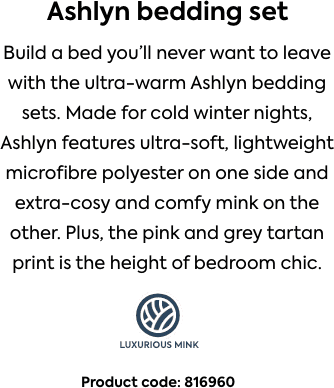 Ashlyn bedding set
Build a bed you’ll never want to leave
with the ultra-warm Ashlyn bedding
sets. Made for cold winter nights,
Ashlyn features ultra-soft, lightweight
microfibre polyester on one side and
extra-cosy and comfy mink on the
other. Plus, the pink and grey tartan
print is the height of bedroom chic.
LUXURIOUS MINK
Product code: 816960